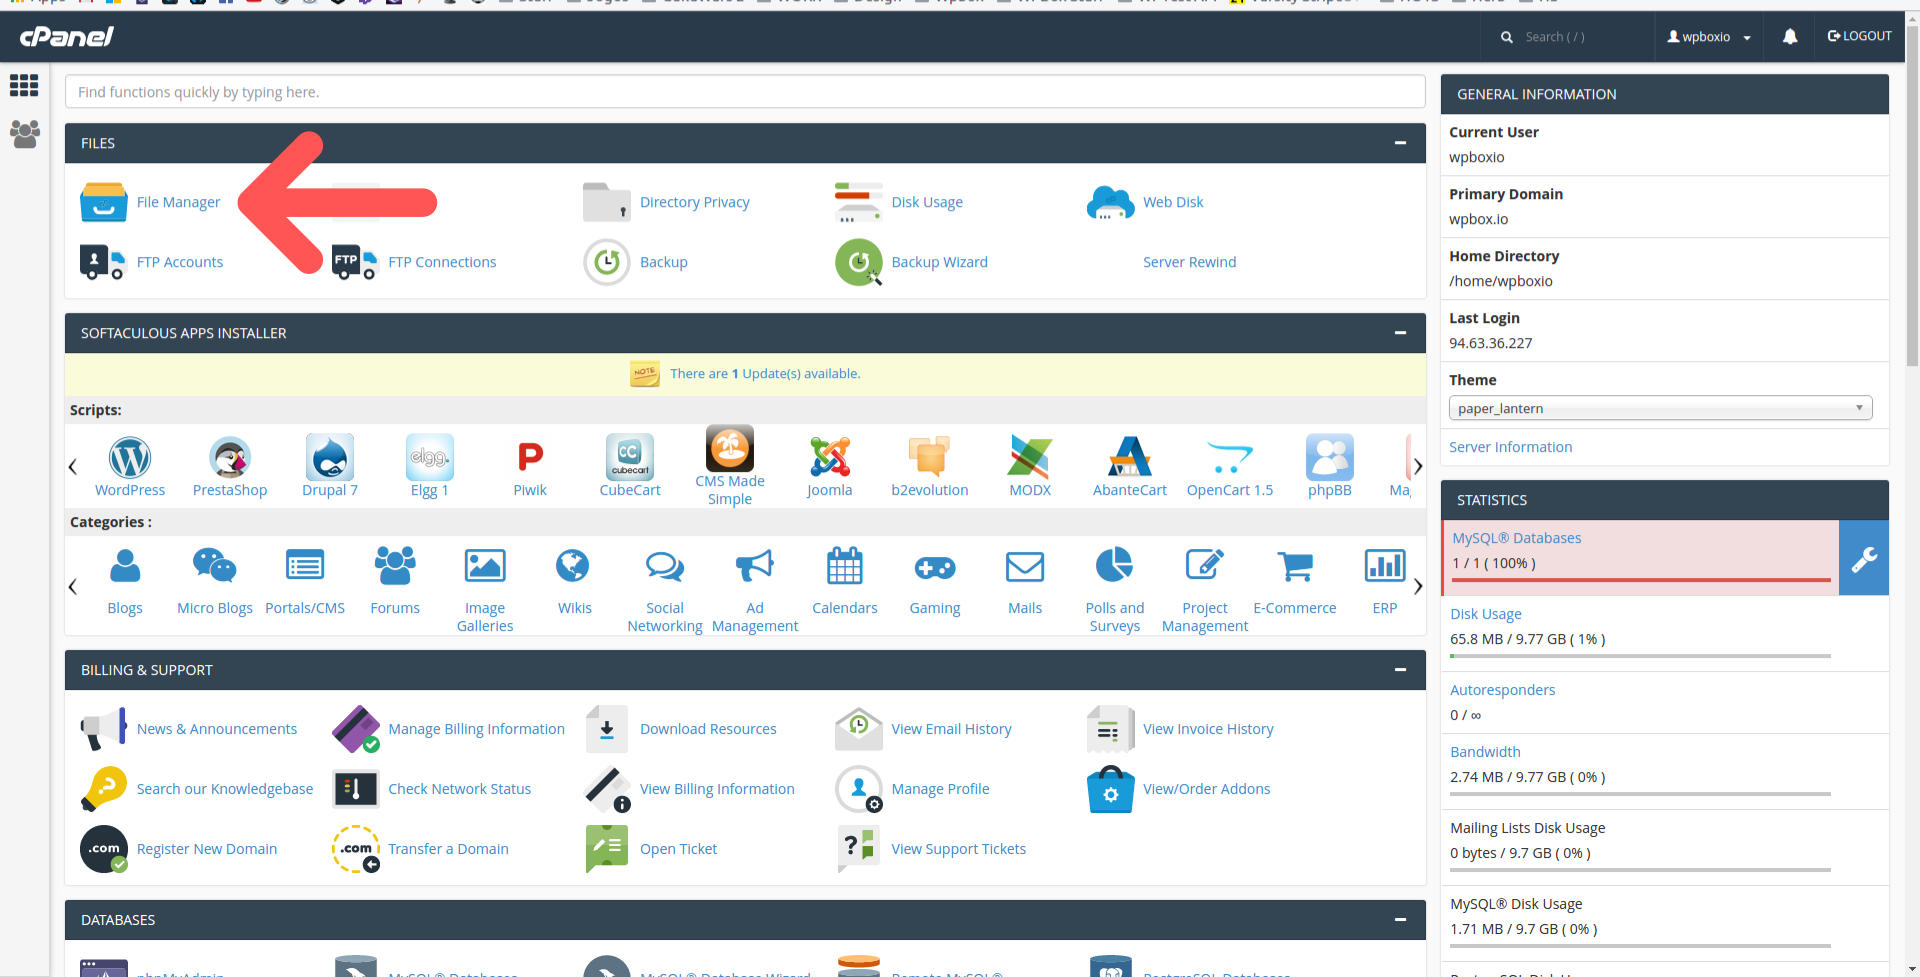 cPanel
Search ( / )
wpboxio
LOGOUT
Find functions quickly by typing here.
FILES
File Manager
Directory Privacy
Disk Usage
Web Disk
FTP Accounts
FTP
FTP Connections
Backup
Backup Wizard
Server Rewind
SOFTACULOUS APPS INSTALLER
NOTE
There are 1 Update(s) available.
Scripts:
WordPress
PrestaShop
Drupal 7
elgg.
Elgg 1
Piwik
CC
cubecart
CubeCart
CMS Made
Simple
Joomla
b2evolution
MODX
AbanteCart
OpenCart 1.5
phpBB
Categories :
Blogs
Micro Blogs
Portals/CMS
Forums
Image
Galleries
Wikis
Social
Networking
Ad
Management
Calendars
Gaming
Mails
Polls and
Surveys
Project
Management
E-Commerce
ERP
BILLING & SUPPORT
News & Announcements
Manage Billing Information
Download Resources
View Email History
View Invoice History
Search our Knowledgebase
Check Network Status
View Billing Information
Manage Profile
View/Order Addons
.com
Register New Domain
.com
Transfer a Domain
Open Ticket
View Support Tickets
DATABASES
GENERAL INFORMATION
Current User
wpboxio
Primary Domain
wpbox.io
Home Directory
/home/wpboxio
Last Login
94.63.36.227
Theme
paper_lantern
Server Information
STATISTICS
MySQL® Databases
1 / 1 ( 100% )
Disk Usage
65.8 MB / 9.77 GB ( 1% )
Autoresponders
0 / ∞
Bandwidth
2.74 MB / 9.77 GB ( 0% )
Mailing Lists Disk Usage
0 bytes / 9.7 GB ( 0% )
MySQL® Disk Usage
1.71 MB / 9.7 GB ( 0% )